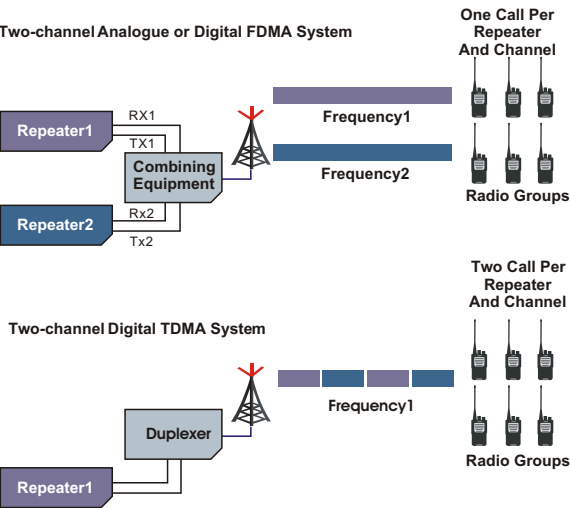 Two-channel Analogue or Digital FDMA System
One Call Per
Repeater
And Channel
RX1
Repeater1
TX1
Frequency1
Combining
Equipment
Frequency2
Radio Groups
Rx2
Repeater2
Tx2
Two Call Per
Repeater
And Channel
Two-channel Digital TDMA System
Frequency1
Duplexer
Radio Groups
Repeater1